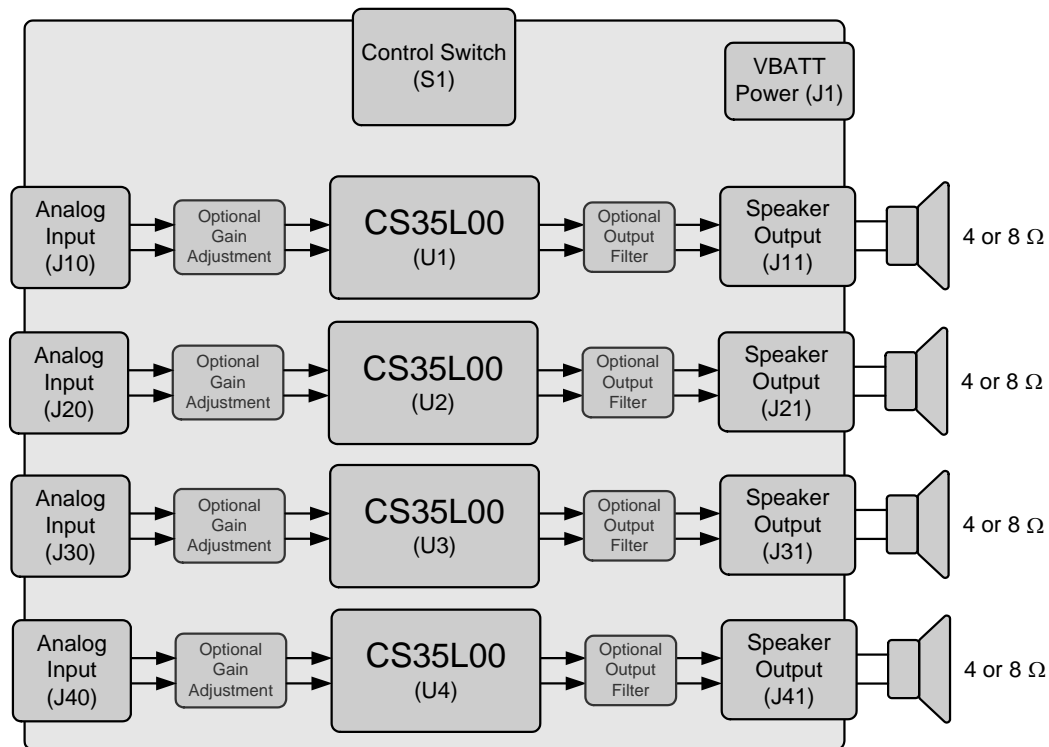 Control Switch
(S1)
VBATT
Power (J1)
Analog
Input
(J10)
Optional
Gain
Adjustment
CS35L00
(U1)
Optional
Output
Filter
Speaker
Output
(J11)
4 or 8 Ω
Analog
Input
(J20)
Optional
Gain
Adjustment
CS35L00
(U2)
Optional
Output
Filter
Speaker
Output
(J21)
4 or 8 Ω
Analog
Input
(J30)
Optional
Gain
Adjustment
CS35L00
(U3)
Optional
Output
Filter
Speaker
Output
(J31)
4 or 8 Ω
Analog
Input
(J40)
Optional
Gain
Adjustment
CS35L00
(U4)
Optional
Output
Filter
Speaker
Output
(J41)
4 or 8 Ω